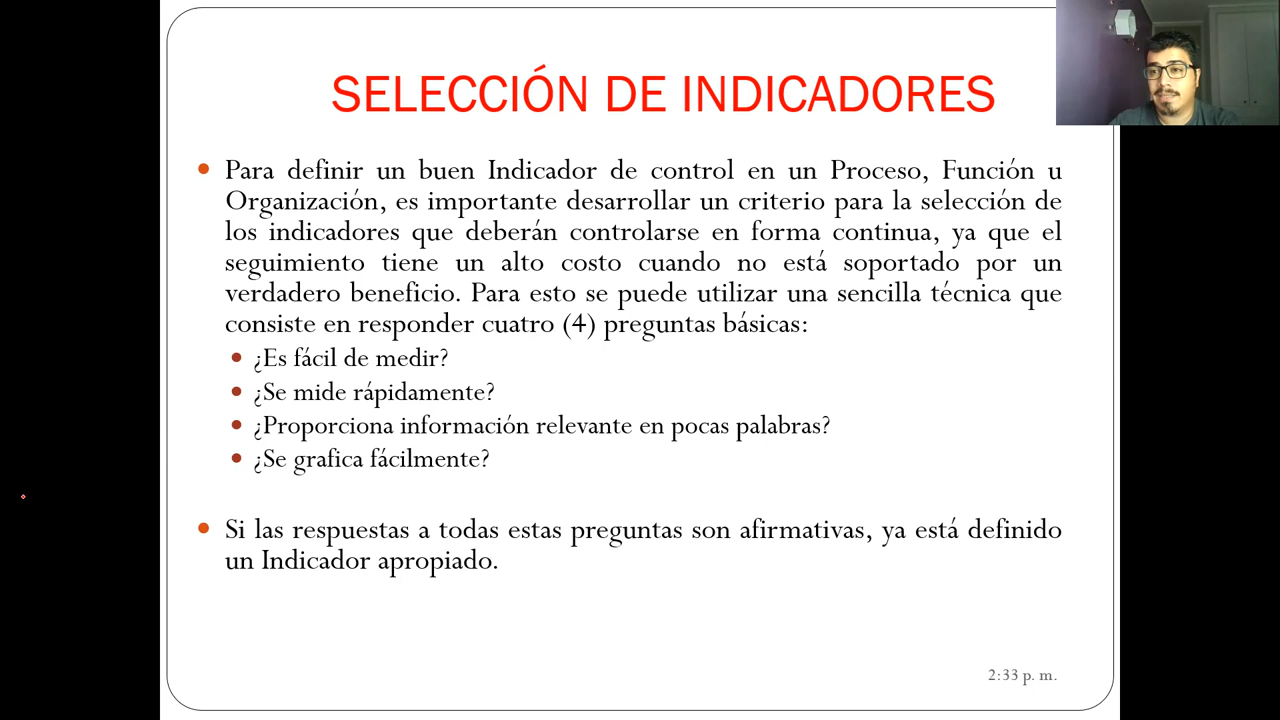 SELECCIÓN DE INDICADORES
Para definir un buen Indicador de control en un Proceso, Función u
Organización, es importante desarrollar un criterio para la selección de
los indicadores que deberán controlarse en forma continua, ya que el
seguimiento tiene un alto costo cuando no está soportado por un
verdadero beneficio. Para esto se puede utilizar una sencilla técnica que
consiste en responder cuatro (4) preguntas básicas:
¿Es fácil de medir?
¿Se mide rápidamente?
¿Proporciona información relevante en pocas palabras?
¿Se grafica fácilmente?
Si las respuestas a todas estas preguntas son afirmativas, ya está definido
un Indicador apropiado.
2:33 p. m.